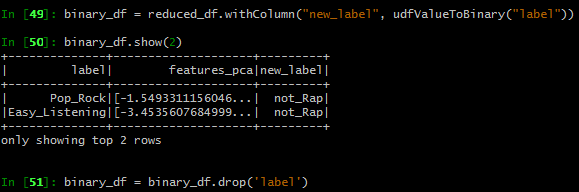 In [49]: binary_df = reduced_df.withColumn("new_label", udfValueToBinary("label"))
In [50]: binary_df.show(2)
+--------------+--------------------+---------+
|         label|        features_pca|new_label|
+--------------+--------------------+---------+
|      Pop_Rock|[-1.5493311156046...|  not_Rap|
|Easy_Listening|[-3.4535607684999...|  not_Rap|
+--------------+--------------------+---------+
only showing top 2 rows
In [51]: binary_df = binary_df.drop('label')